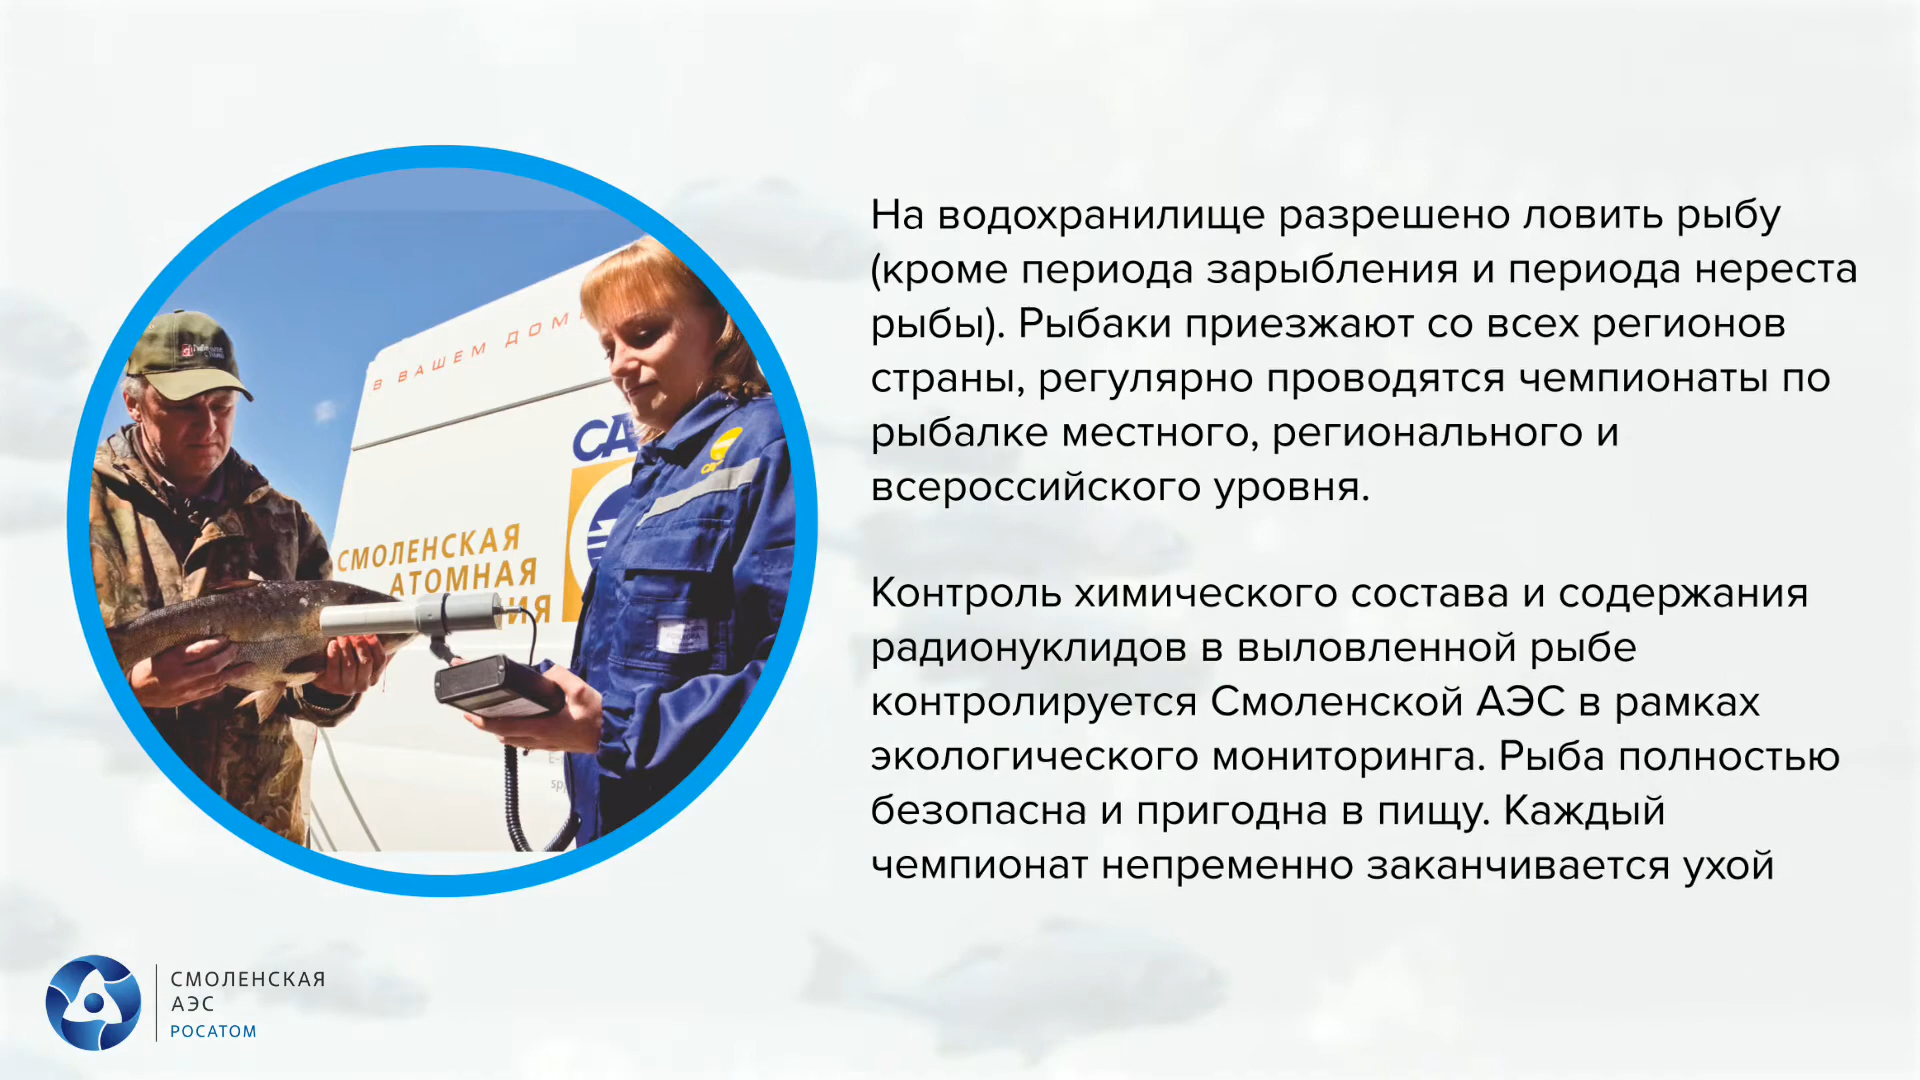 На водохранилище разрешено ловить рыбу
(кроме периода зарыбления и периода нереста
рыбы). Рыбаки приезжают со всех регионов
страны, регулярно проводятся чемпионаты по
рыбалке местного, регионального и
всероссийского уровня.
Контроль химического состава и содержания
радионуклидов в выловленной рыбе
контролируется Смоленской АЭС в рамках
экологического мониторинга. Рыба полностью
безопасна и пригодна в пищу. Каждый
чемпионат непременно заканчивается ухой
В ВАШЕМ ДОМ
СА
СМОЛЕНСКАЯ
АТОМНАЯ
СМОЛЕНСКАЯ
АЭС
РОСАТОМ